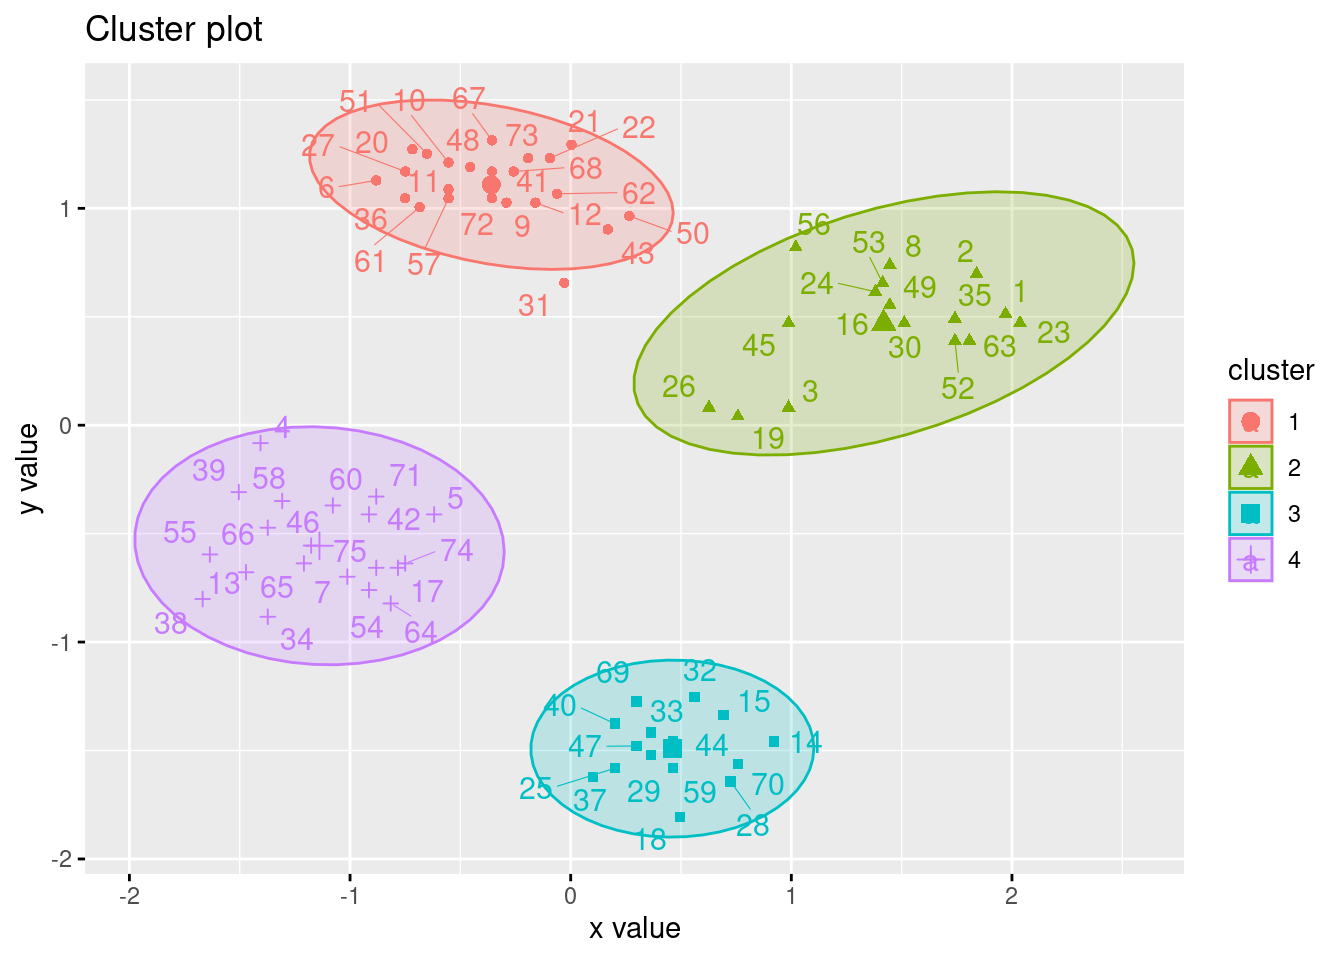 Cluster plot
51 10 67
21 22
27 20 48 73
68
6 11 41 62
36 72 9 12 50
61 57 43
31
56
53 8 2
24 49 35 1
16 30 63 23
45
52
26 3
19
4
39 58 60 71 5
55 66 46 42
75 74
13 65 7 17
38 34 54 64
69 32
40 33 15
47 44 14
25 37 29 59 70
18 28
1
0
-1
-2
-2 -1 0 1 2
x value
y value
cluster
a 1
a 2
a 3
a 4